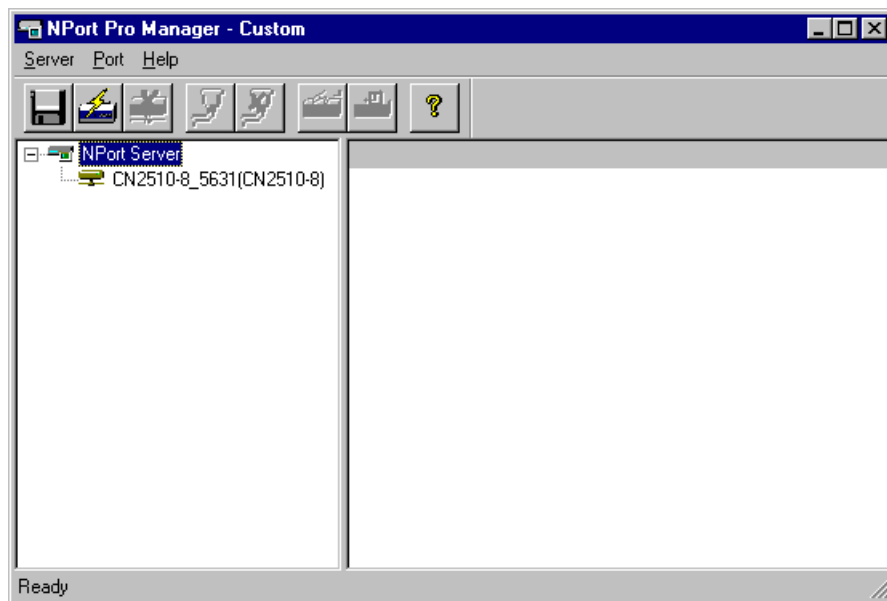 NPort Pro Manager - Custom
Server Port Help
NPort Server
CN2510-8_5631(CN2510-8)
Ready